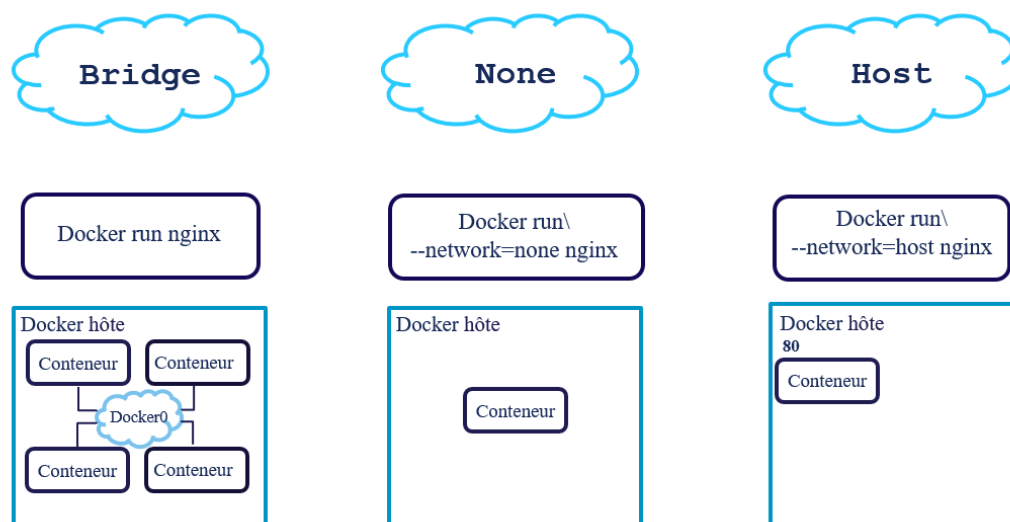 Bridge
None
Host
Docker run nginx
Docker run\
--network=none nginx
Docker run\
--network=host nginx
Docker hôte
Conteneur
Conteneur
Docker0
Conteneur
Conteneur
Docker hôte
Conteneur
Docker hôte
80
Conteneur